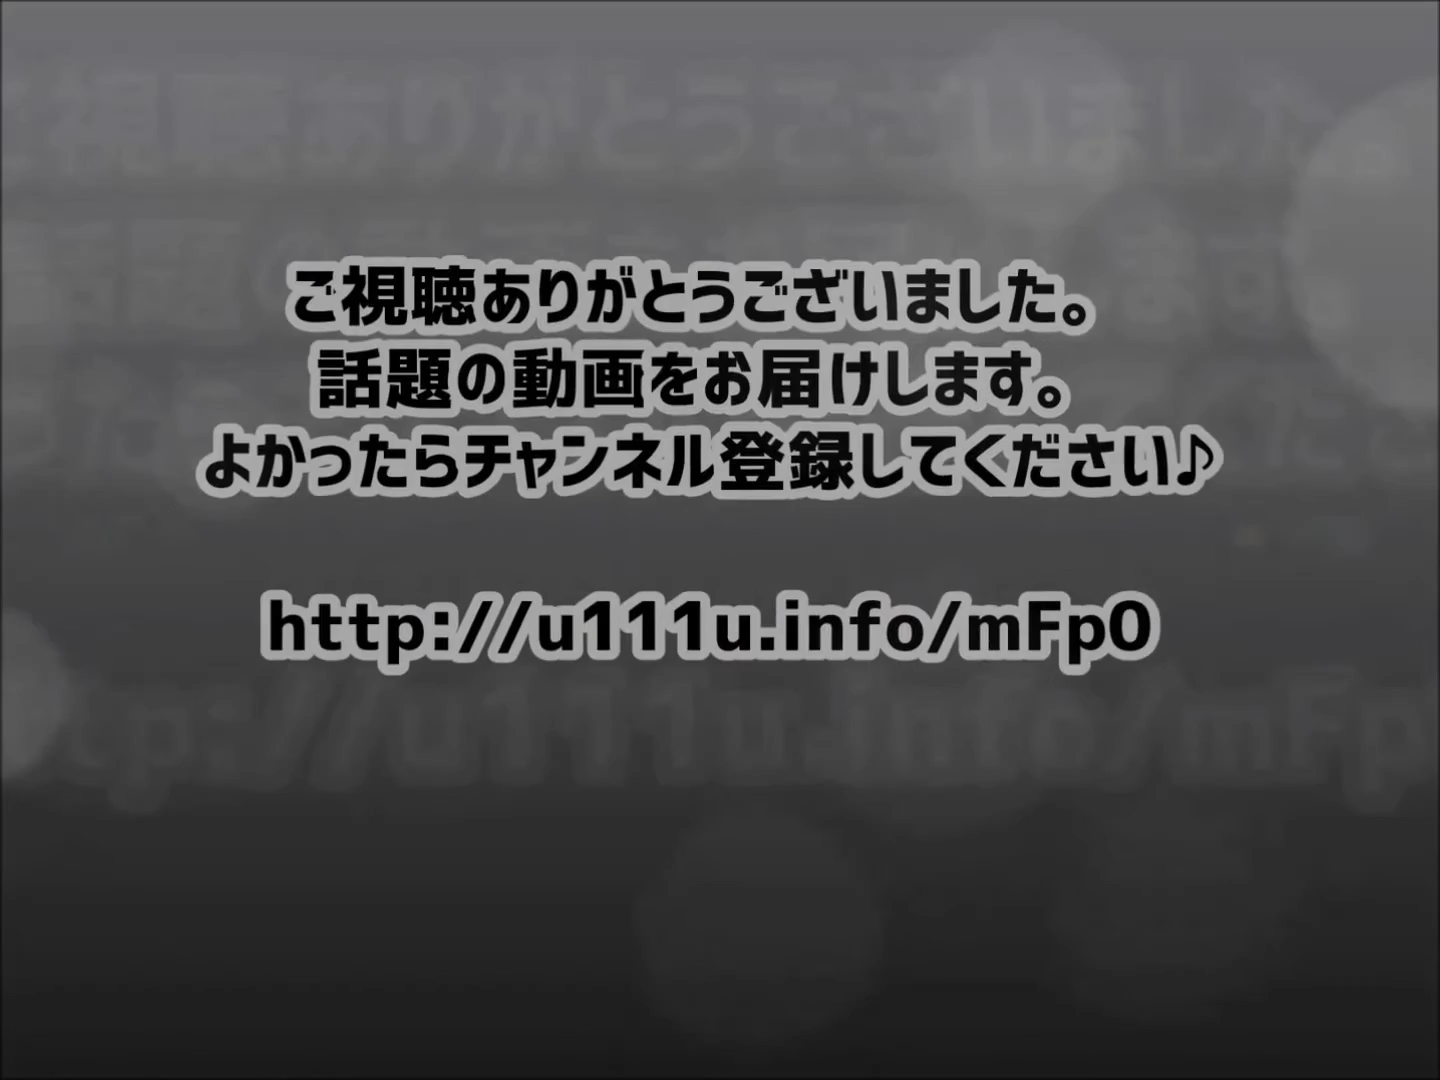 ご視聴ありがとうございました。
話題の動画をお届けします。
よかったらチャンネル登録してください♪
http://u111u.info/mFp0